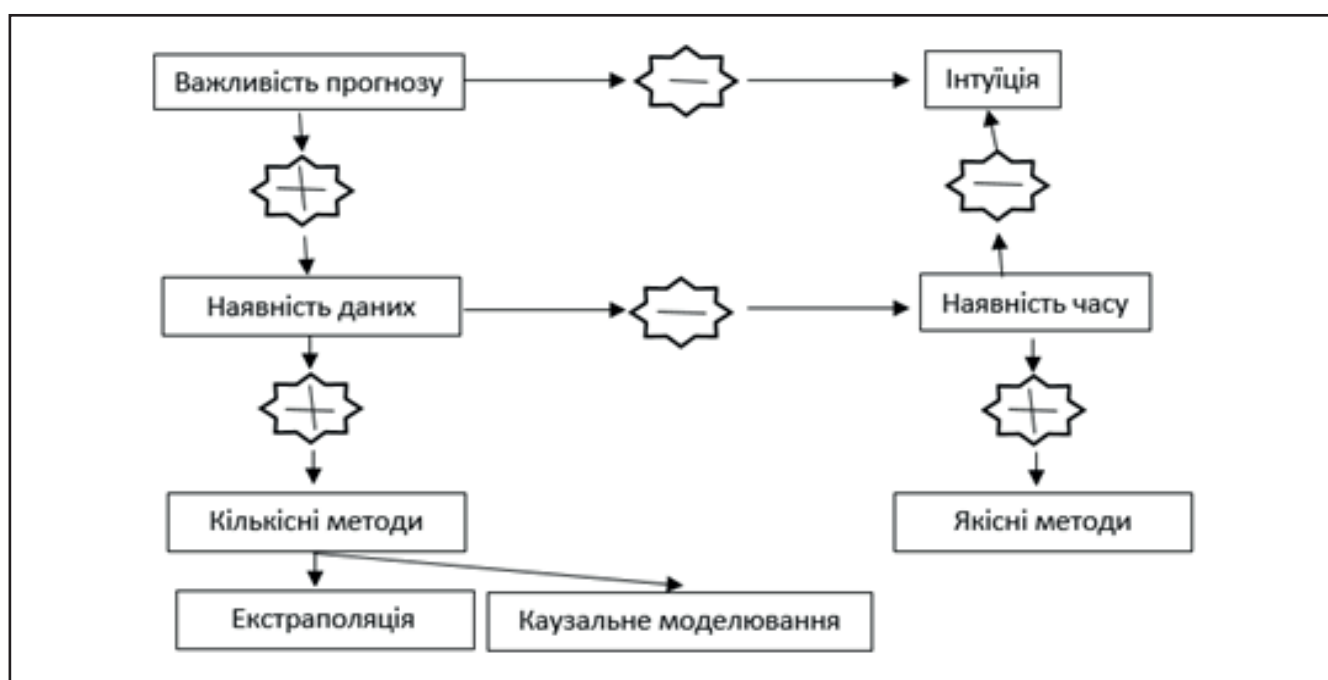 Важливість прогнозу
Інтуїція
Наявність даних
Наявність часу
Кількісні методи
Якісні методи
Екстраполяція
Каузальне моделювання